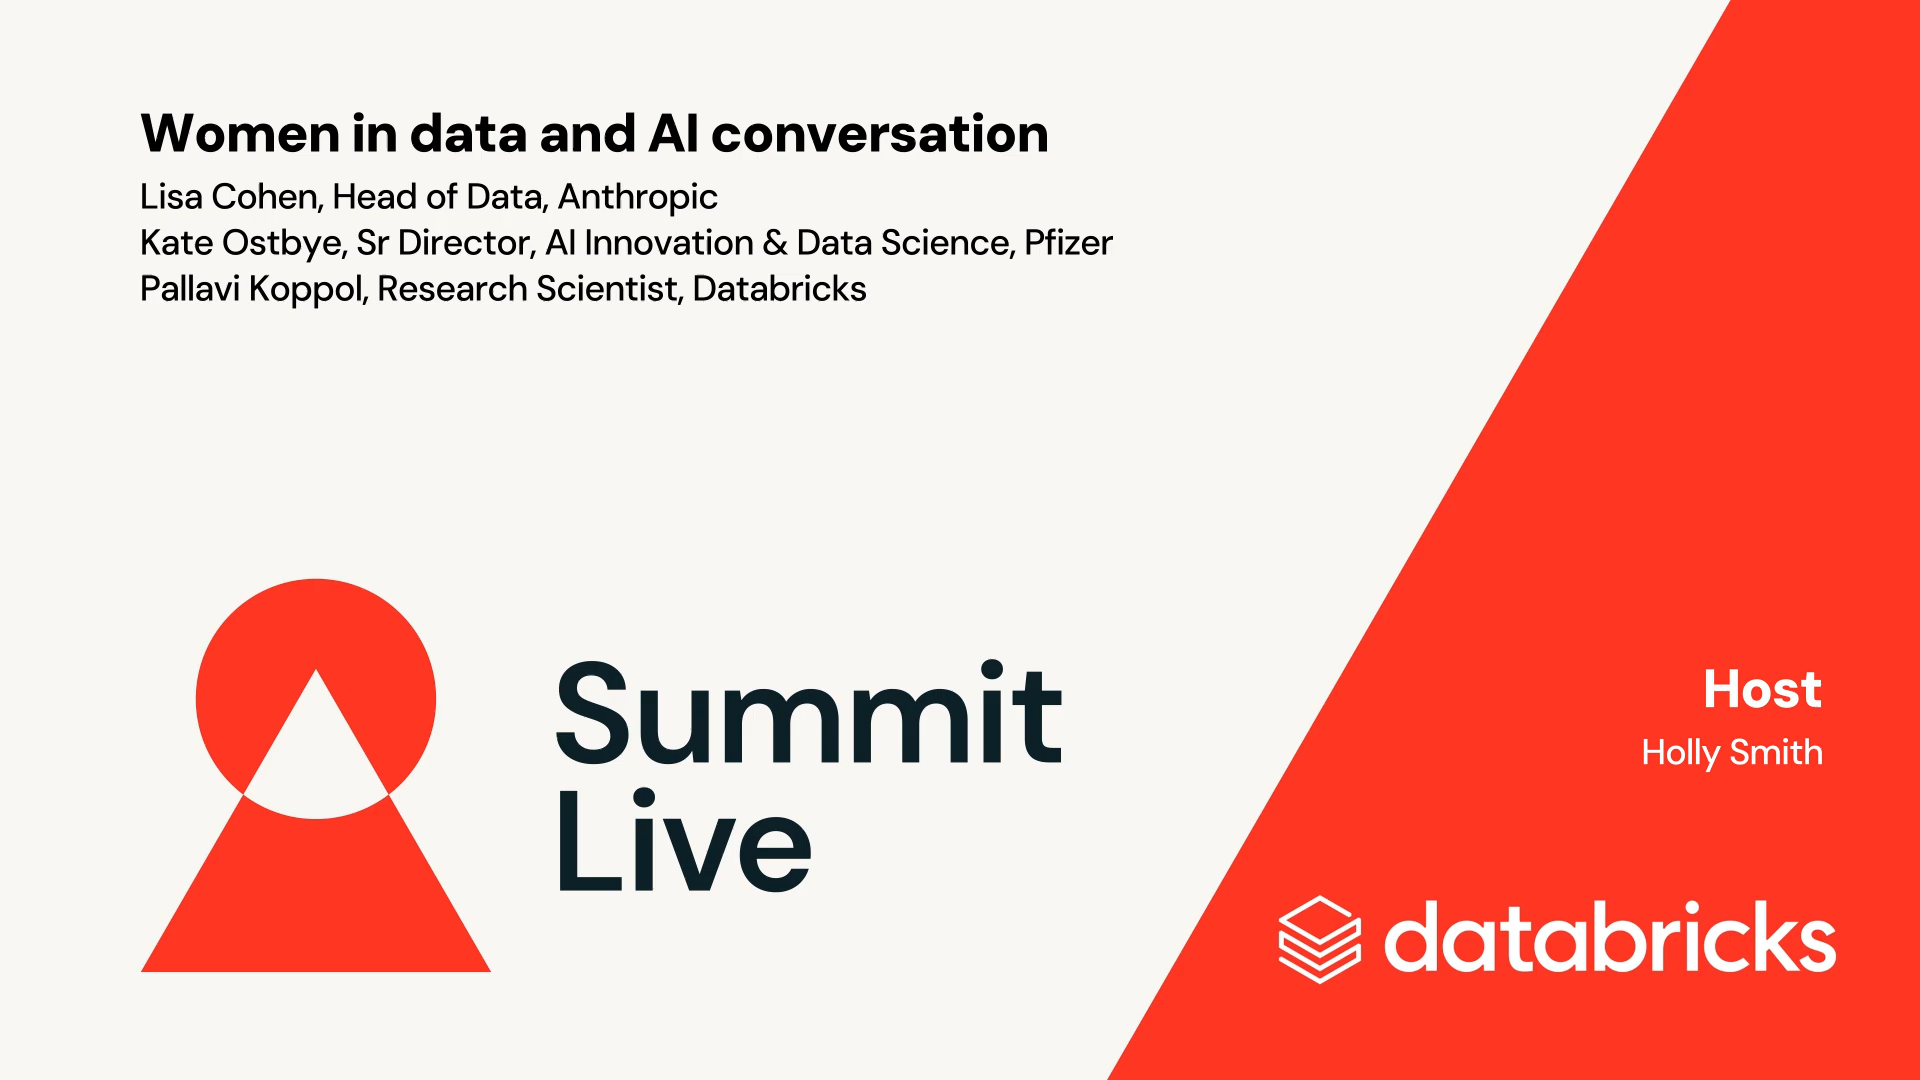 Women in data and AI conversation
Lisa Cohen, Head of Data, Anthropic
Kate Ostbye, Sr Director, AI Innovation & Data Science, Pfizer
Pallavi Koppol, Research Scientist, Databricks
Summit
Live
Host
Holly Smith
databricks